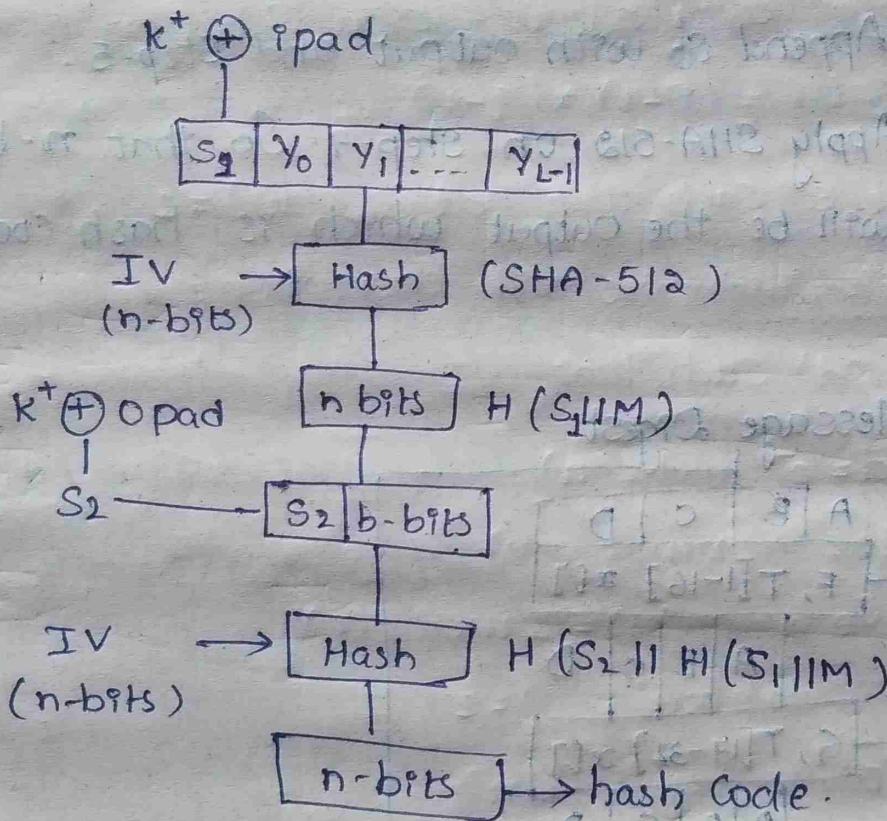 k+ ⊕ ipad
S1 Y0 Y1 .... YL-1
IV Hash (SHA-512)
(n-bits)
K+ ⊕ opad n bits H (S1||M)
S2 S2 b-bits
IV Hash H (S2 || H (S1||M)
(n-bits)
n-bits → hash Code.